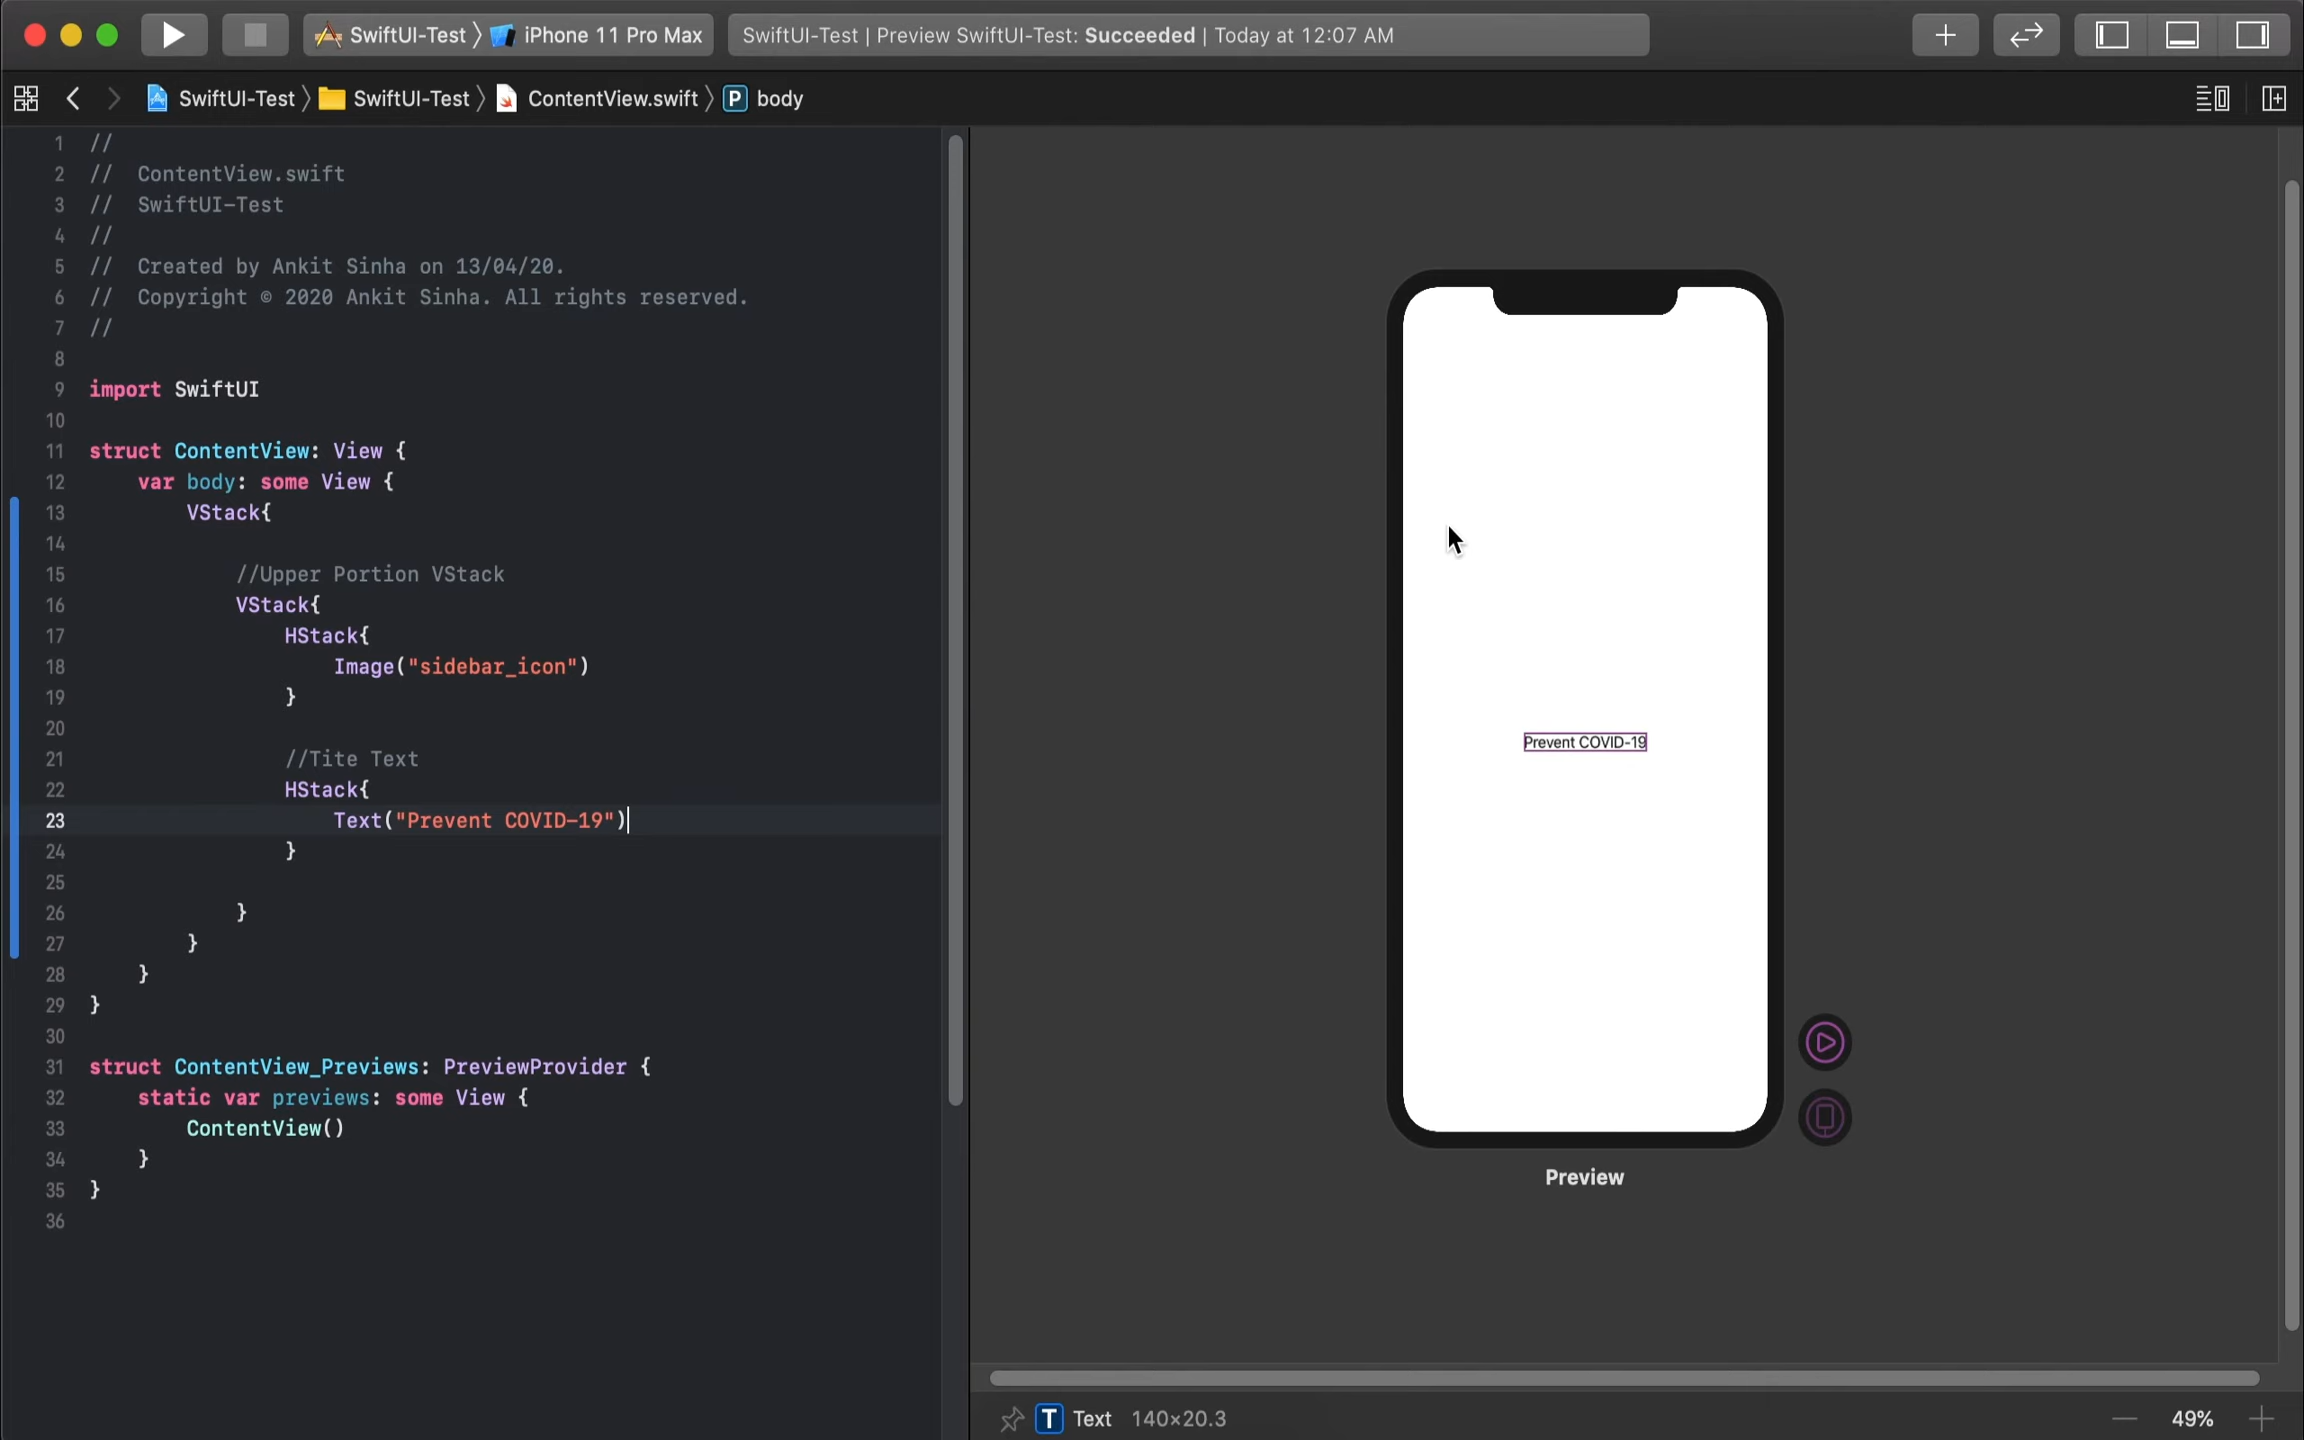 SwiftUI-Test 〉 iPhone 11 Pro Max
SwiftUI-Test | Preview SwiftUI-Test: Succeeded | Today at 12:07 AM
SwiftUI-Test 〉 SwiftUI-Test 〉 ContentView.swift 〉 P body
1 //
2 //  ContentView.swift
3 //  SwiftUI-Test
4 //
5 //  Created by Ankit Sinha on 13/04/20.
6 //  Copyright © 2020 Ankit Sinha. All rights reserved.
7 //
8
9 import SwiftUI
10
11 struct ContentView: View {
12     var body: some View {
13         VStack{
14
15             //Upper Portion VStack
16             VStack{
17                 HStack{
18                     Image("sidebar_icon")
19                 }
20
21                 //Tite Text
22                 HStack{
23                     Text("Prevent COVID-19")
24                 }
25
26             }
27         }
28     }
29 }
30
31 struct ContentView_Previews: PreviewProvider {
32     static var previews: some View {
33         ContentView()
34     }
35 }
36
Prevent COVID-19
Preview
T Text 140×20.3
49%